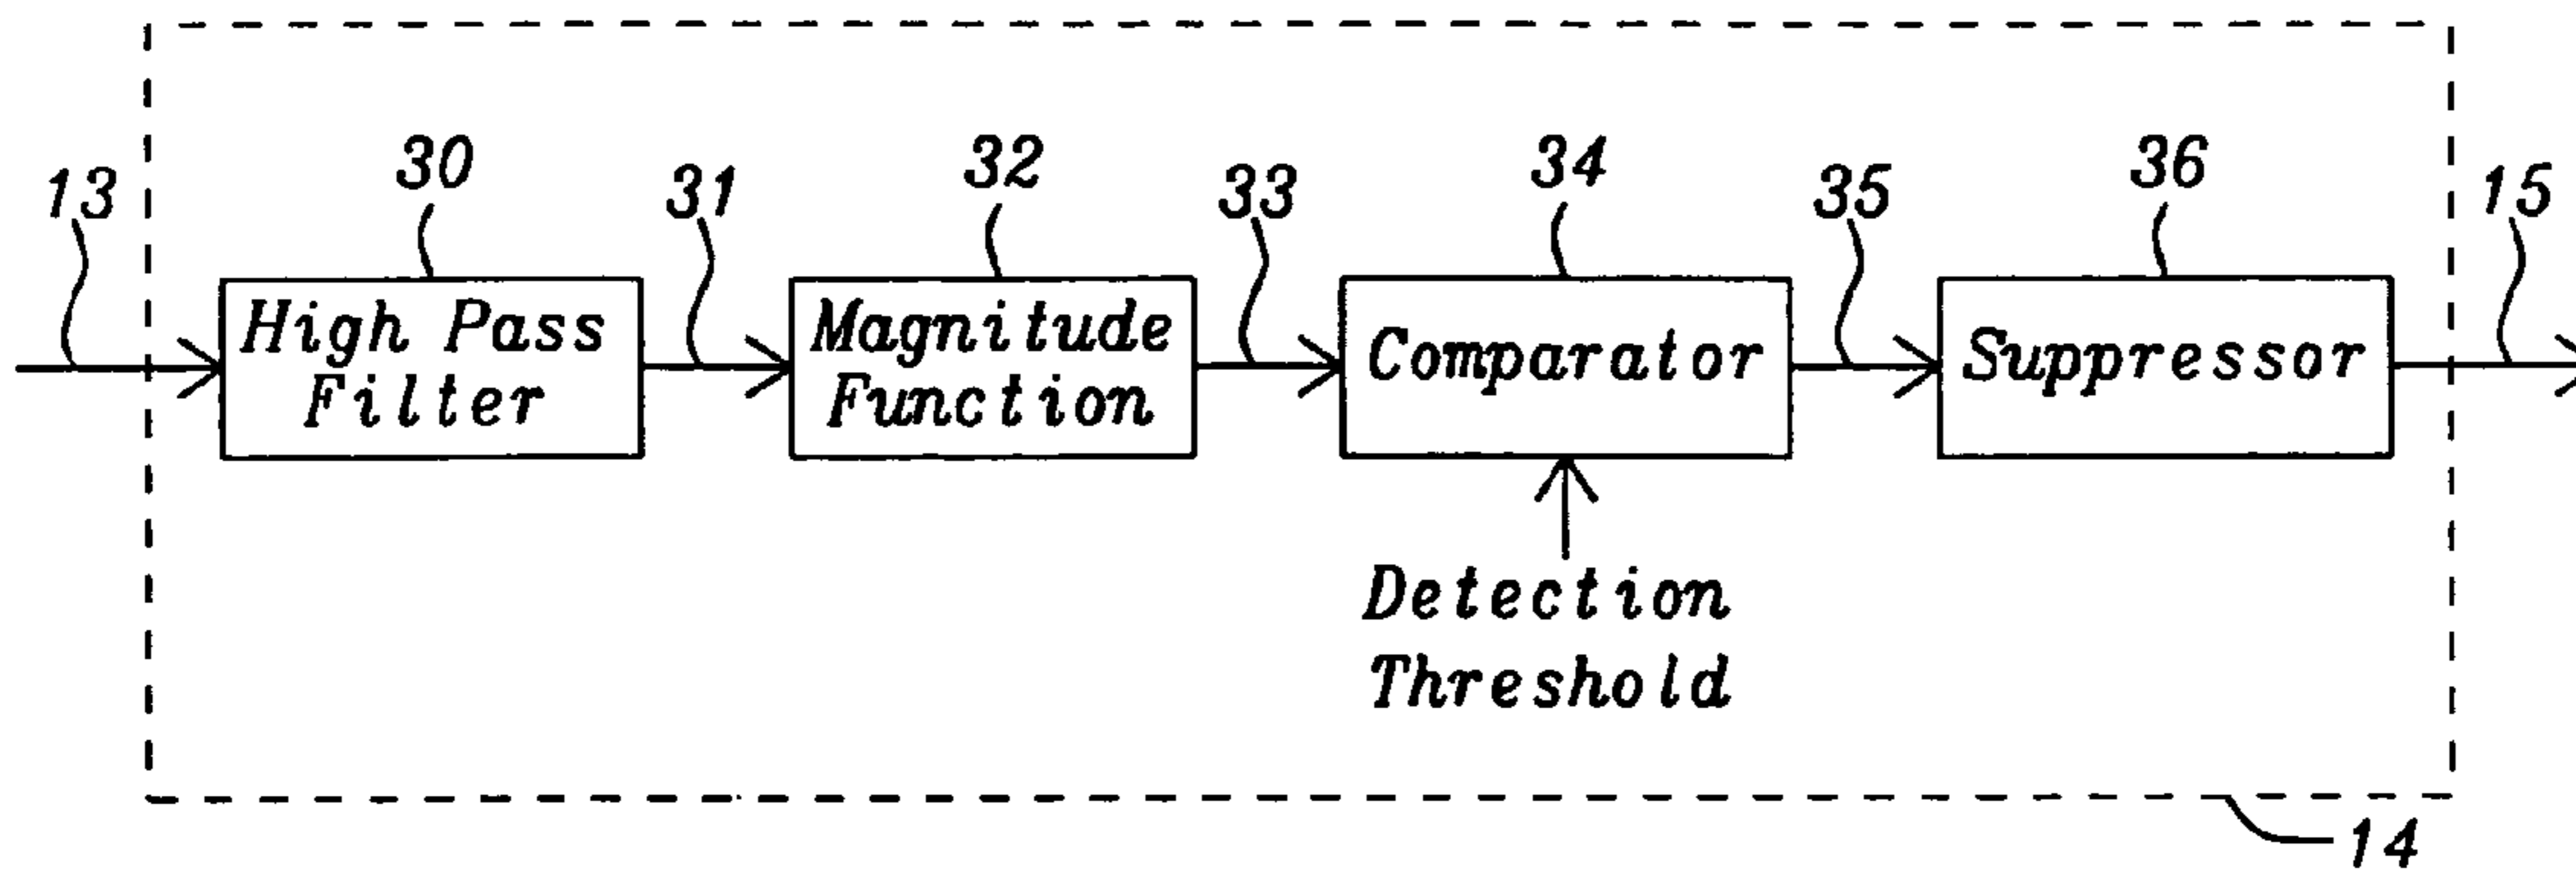 30
32
34
36
13
31
33
35
15
High Pass
Filter
Magnitude
Function
Comparator
Suppressor
Detection
Threshold
14